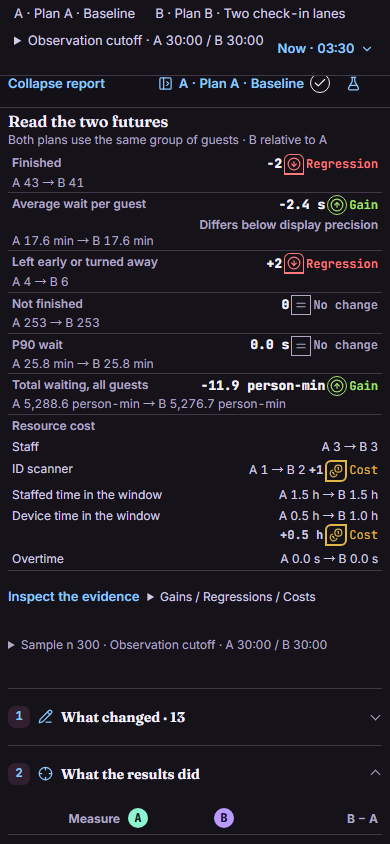 A · Plan A · Baseline B · Plan B · Two check-in lanes
Observation cutoff · A 30:00 / B 30:00
Now · 03:30
Collapse report A · Plan A · Baseline
Read the two futures
Both plans use the same group of guests · B relative to A
Finished -2 Regression
A 43 → B 41
Average wait per guest -2.4 s Gain
Differs below display precision
A 17.6 min → B 17.6 min
Left early or turned away +2 Regression
A 4 → B 6
Not finished 0 = No change
A 253 → B 253
P90 wait 0.0 s = No change
A 25.8 min → B 25.8 min
Total waiting, all guests -11.9 person-min Gain
A 5,288.6 person-min → B 5,276.7 person-min
Resource cost
Staff A 3 → B 3
ID scanner A 1 → B 2 +1 Cost
Staffed time in the window A 1.5 h → B 1.5 h
Device time in the window A 0.5 h → B 1.0 h
+0.5 h Cost
Overtime A 0.0 s → B 0.0 s
Inspect the evidence Gains / Regressions / Costs
Sample n 300 · Observation cutoff · A 30:00 / B 30:00
1 What changed · 13
2 What the results did
Measure A B B − A